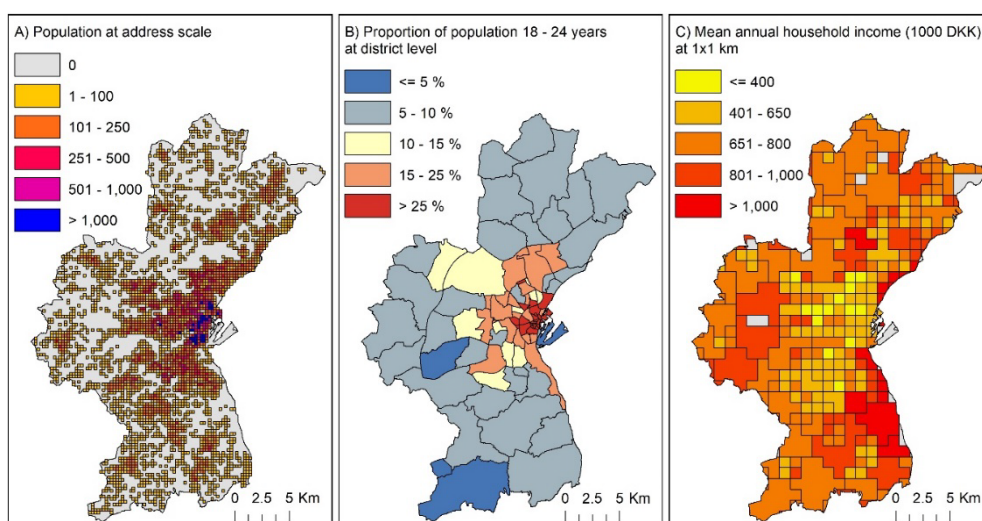 A) Population at address scale
0
1 - 100
101 - 250
251 - 500
501 - 1,000
> 1,000
0 2.5 5 Km
B) Proportion of population 18 - 24 years
at district level
<= 5 %
5 - 10 %
10 - 15 %
15 - 25 %
> 25 %
0 2.5 5 Km
C) Mean annual household income (1000 DKK)
at 1x1 km
<= 400
401 - 650
651 - 800
801 - 1,000
> 1,000
0 2.5 5 Km